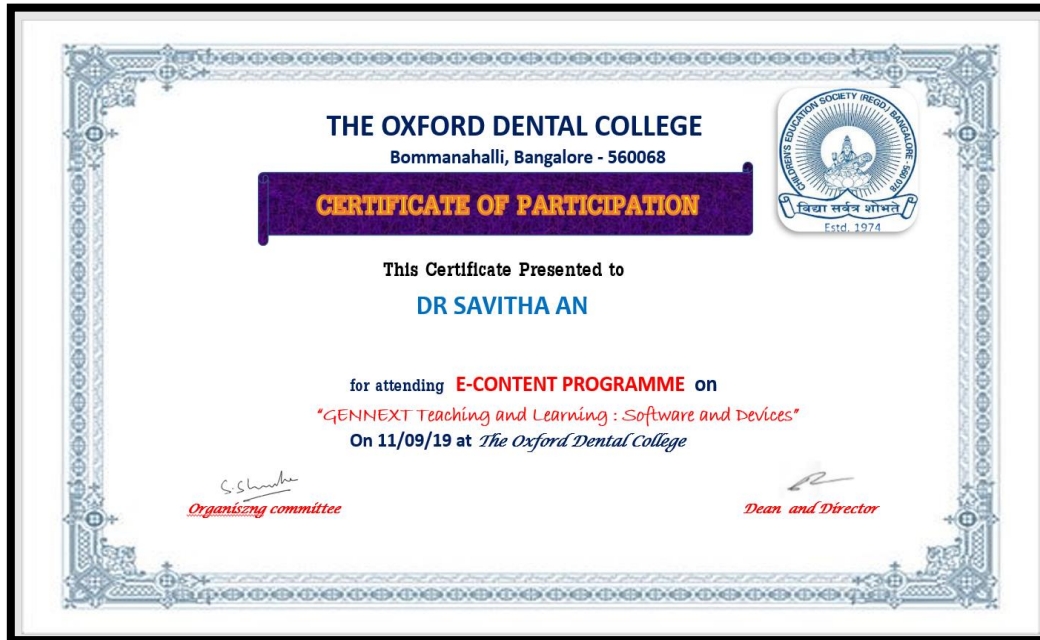 THE OXFORD DENTAL COLLEGE
Bommanahalli, Bangalore - 560068
CERTIFICATE OF PARTICIPATION
CHILDREN'S EDUCATION SOCIETY (REGD.) BANGALORE - 560 078
विद्या सर्वत्र शोभते
Estd. 1974
This Certificate Presented to
DR SAVITHA AN
for attending E-CONTENT PROGRAMME on
"GENNEXT Teaching and Learning : Software and Devices"
On 11/09/19 at The Oxford Dental College
Organiszng committee
Dean and Director